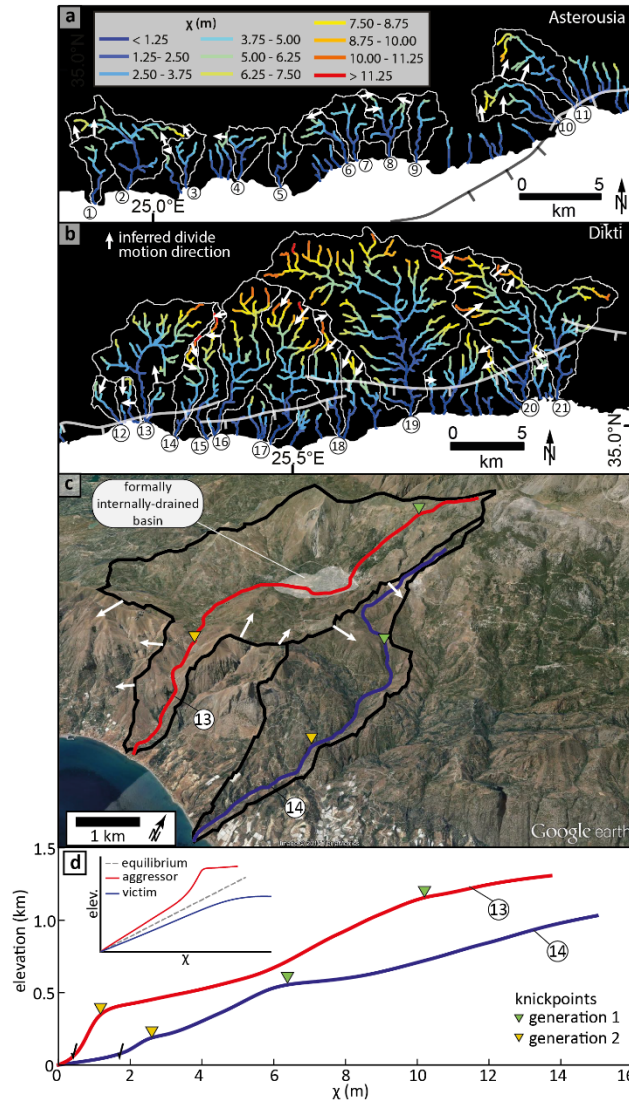 a
Asterousia
χ (m)
< 1.25
1.25- 2.50
2.50 - 3.75
3.75 - 5.00
5.00 - 6.25
6.25 - 7.50
7.50 - 8.75
8.75 - 10.00
10.00 - 11.25
> 11.25
35.0°N
1
2
3
4
5
6
7
8
9
10
11
25.0°E
0 5
km
N
b
inferred divide
motion direction
Dikti
12
13
14
15
16
17
18
19
20
21
25.5°E
35.0°N
0 5
km
N
c
formally
internally-drained
basin
13
14
1 km
N
Google earth
d
equilibrium
aggressor
victim
elev.
χ
1.5
1.0
0.5
0
elevation (km)
13
14
knickpoints
generation 1
generation 2
0 2 4 6 8 10 12 14 16
χ (m)